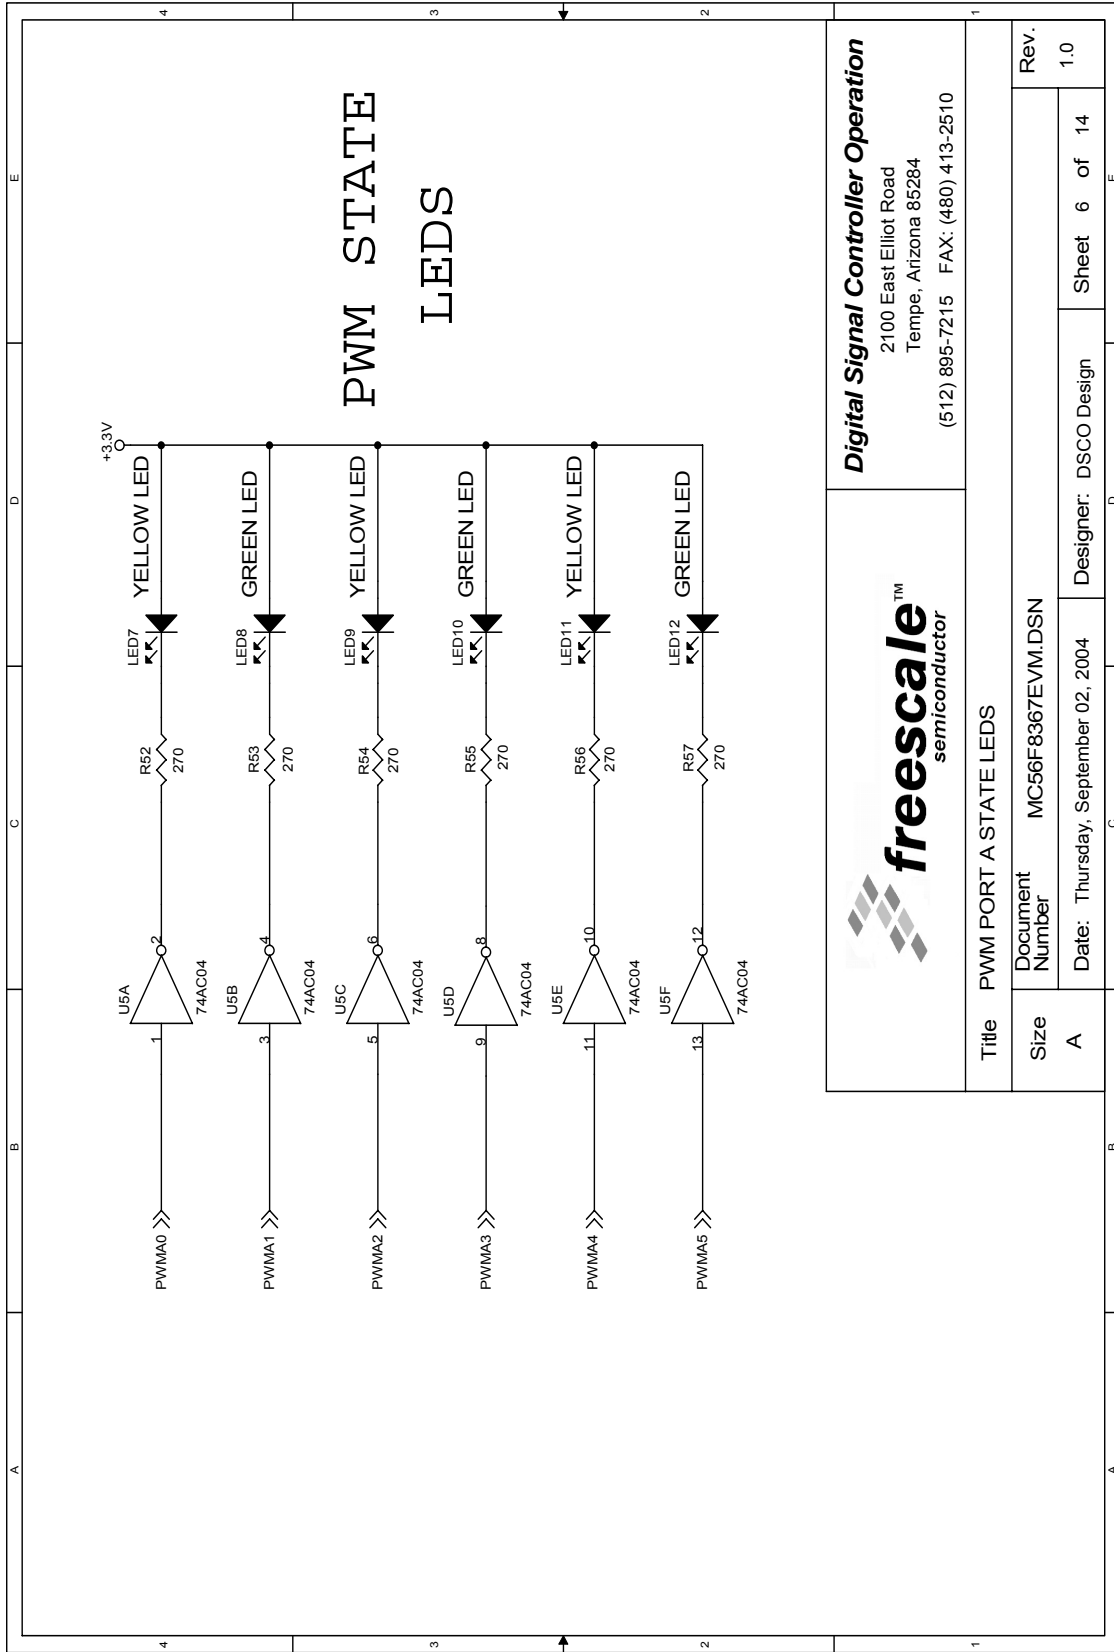 A
B
C
D
E
4
3
2
1
PWM STATE
LEDS
+3.3V
PWMA0
1
U5A
2
74AC04
R52
270
LED7
YELLOW LED
PWMA1
3
U5B
4
74AC04
R53
270
LED8
GREEN LED
PWMA2
5
U5C
6
74AC04
R54
270
LED9
YELLOW LED
PWMA3
9
U5D
8
74AC04
R55
270
LED10
GREEN LED
PWMA4
11
U5E
10
74AC04
R56
270
LED11
YELLOW LED
PWMA5
13
U5F
12
74AC04
R57
270
LED12
GREEN LED
freescale™
semiconductor
Digital Signal Controller Operation
2100 East Elliot Road
Tempe, Arizona 85284
(512) 895-7215 FAX: (480) 413-2510
Title PWM PORT A STATE LEDS
Size
A
Document
Number
MC56F8367EVM.DSN
Rev.
1.0
Date: Thursday, September 02, 2004
Designer: DSCO Design
Sheet 6 of 14
4
3
2
1
A
B
C
D
E